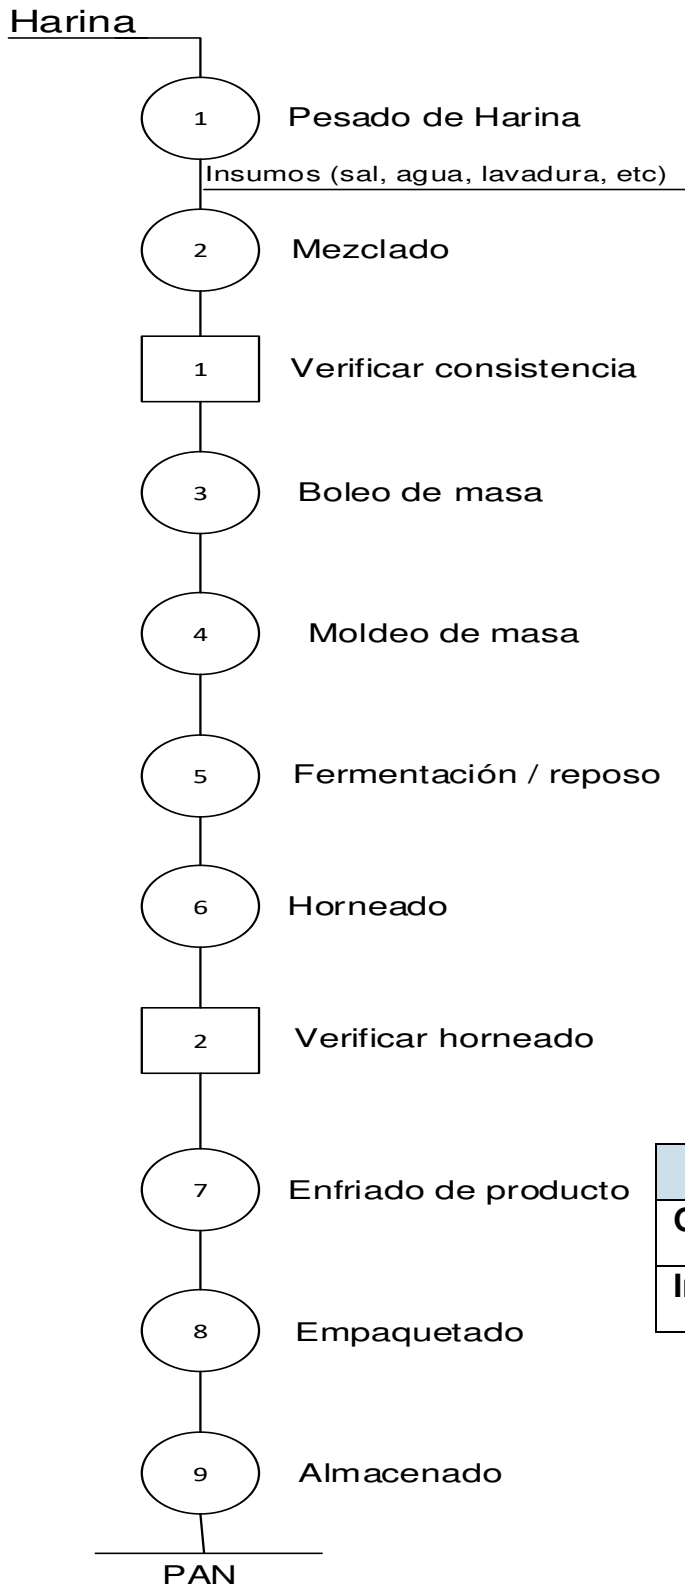 Harina
1 Pesado de Harina
Insumos (sal, agua, lavadura, etc)
2 Mezclado
1 Verificar consistencia
3 Boleo de masa
4 Moldeo de masa
5 Fermentación / reposo
6 Horneado
2 Verificar horneado
7 Enfriado de producto
8 Empaquetado
9 Almacenado
PAN